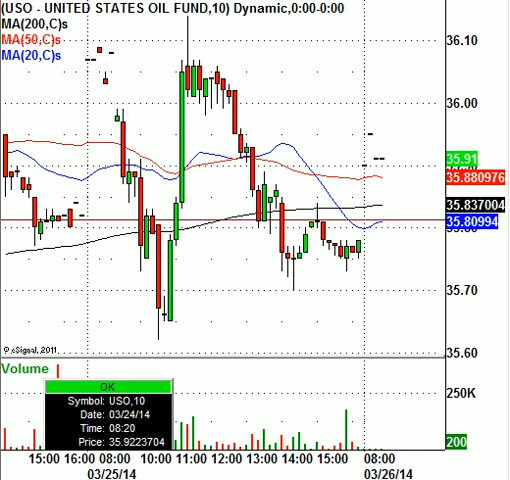 (USO - UNITED STATES OIL FUND,10) Dynamic,0:00-0:00
MA(200,C)s
MA(50,C)s
MA(20,C)s
36.10
36.00
35.91
35.880976
35.837004
35.80994
35.70
35.60
© eSignal, 2011
Volume
250K
200
OK
Symbol: USO,10
Date: 03/24/14
Time: 08:20
Price: 35.9223704
15:00 16:00 08:00 10:00 11:00 12:00 13:00 14:00 15:00 08:00
03/25/14 03/26/14